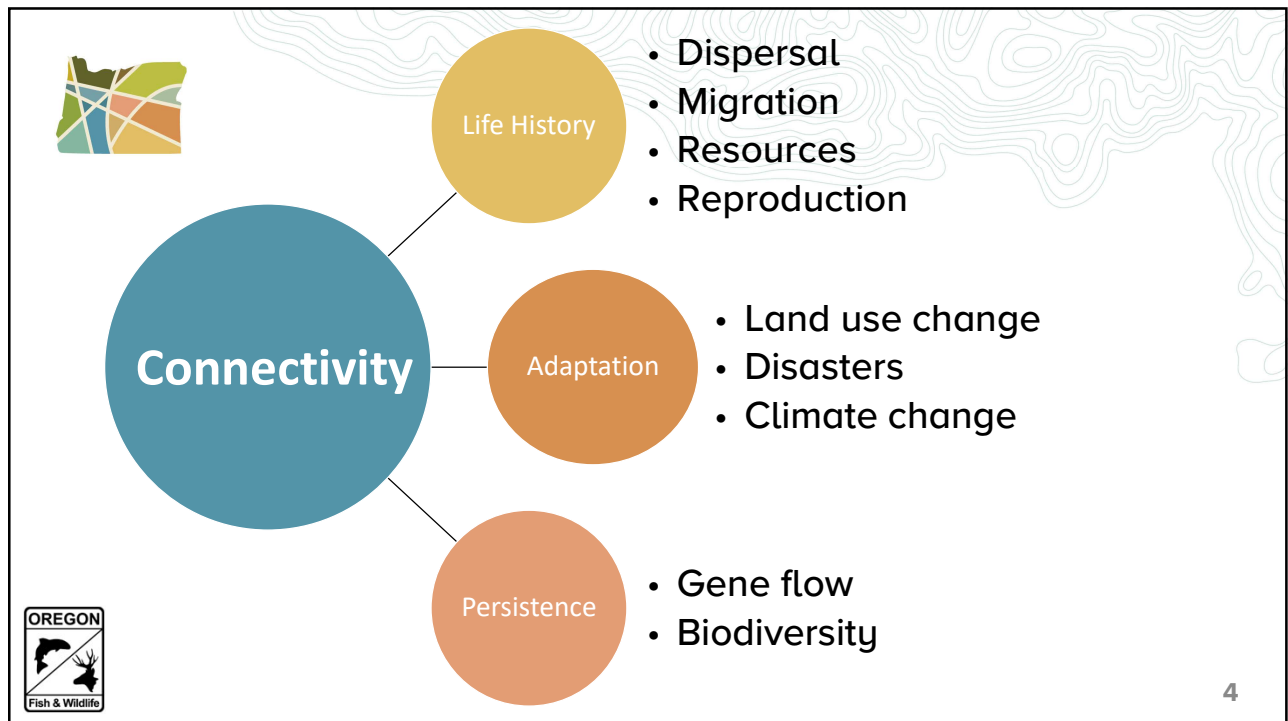 Connectivity
Life History
• Dispersal
• Migration
• Resources
• Reproduction
Adaptation
• Land use change
• Disasters
• Climate change
Persistence
• Gene flow
• Biodiversity
OREGON
Fish & Wildlife
4